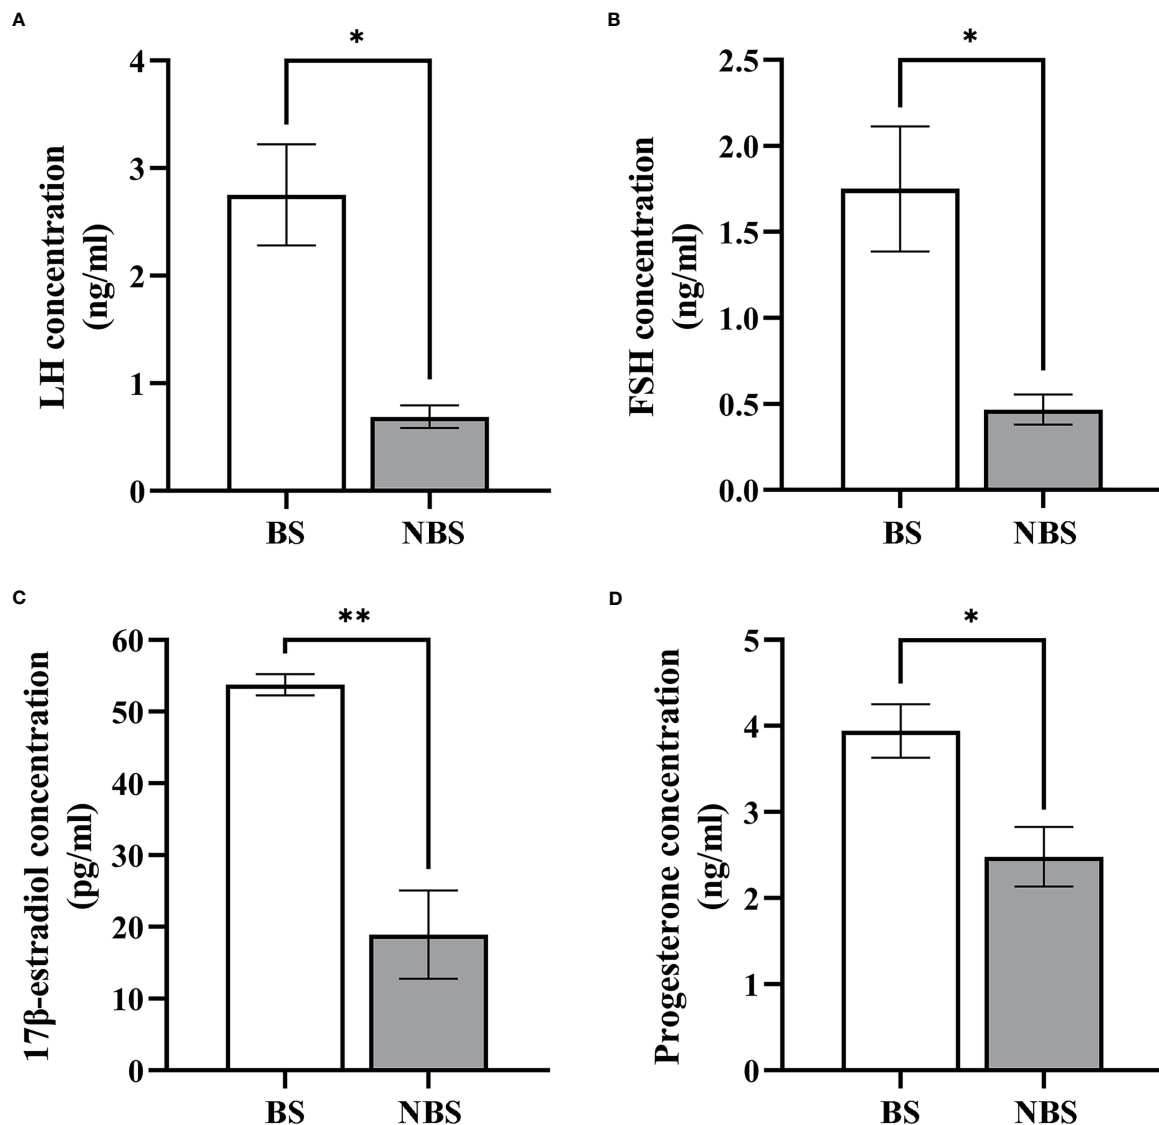 A
*
4
3
2
1
0
LH concentration
(ng/ml)
BS NBS
B
*
2.5
2.0
1.5
1.0
0.5
0.0
FSH concentration
(ng/ml)
BS NBS
C
**
60
50
40
30
20
10
0
17β-estradiol concentration
(pg/ml)
BS NBS
D
*
5
4
3
2
1
0
Progesterone concentration
(ng/ml)
BS NBS